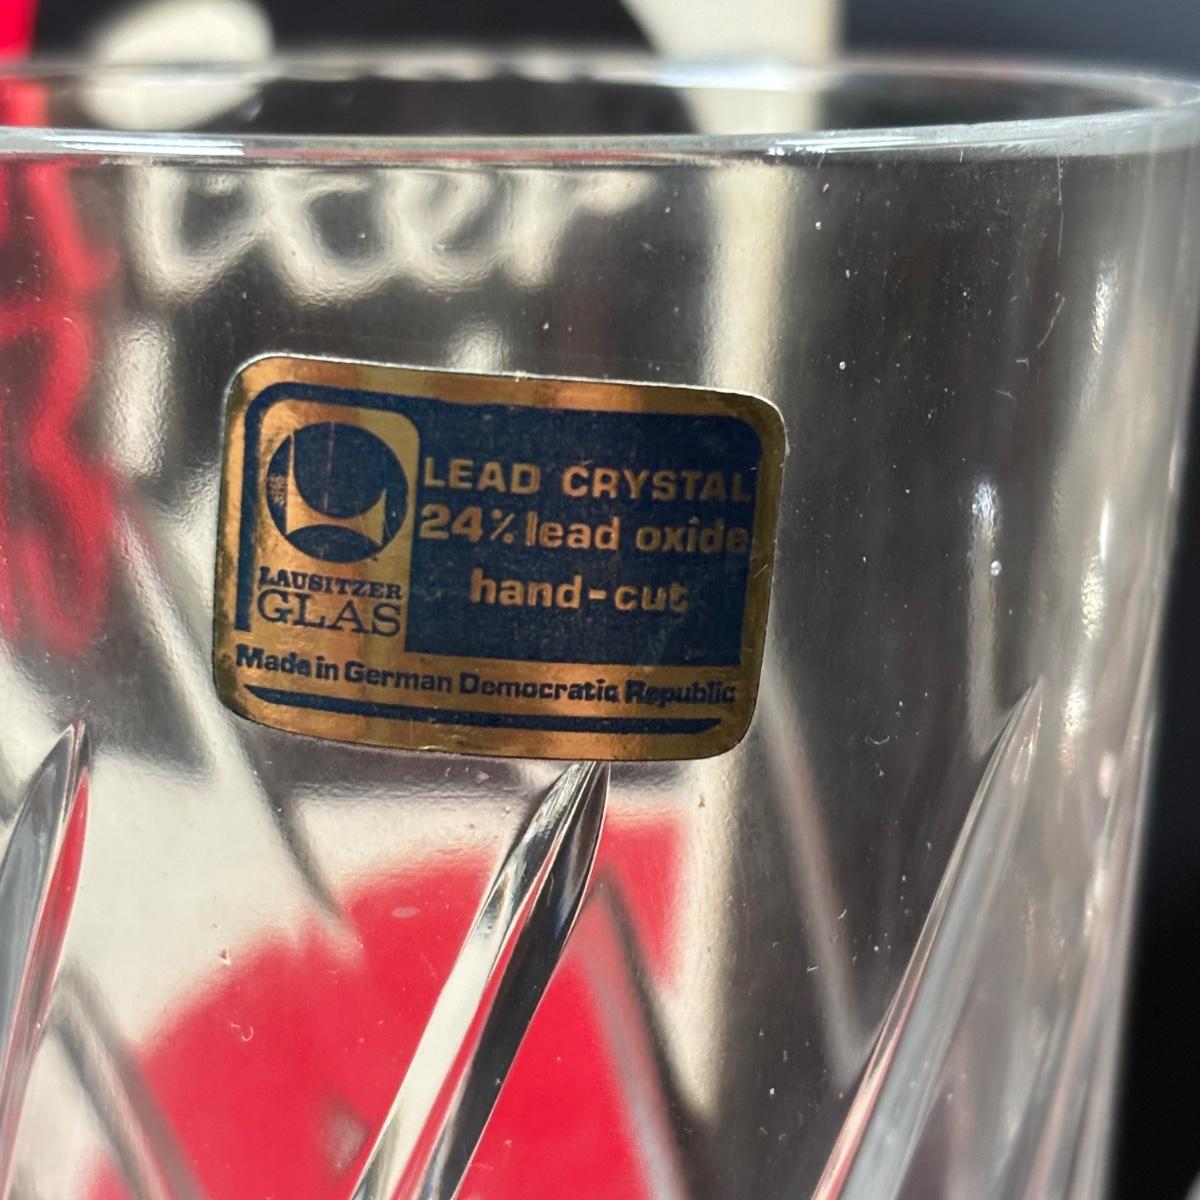 LEAD CRYSTAL
24% lead oxide
hand-cut
LAUSITZER
GLAS
Made in German Democratic Republic